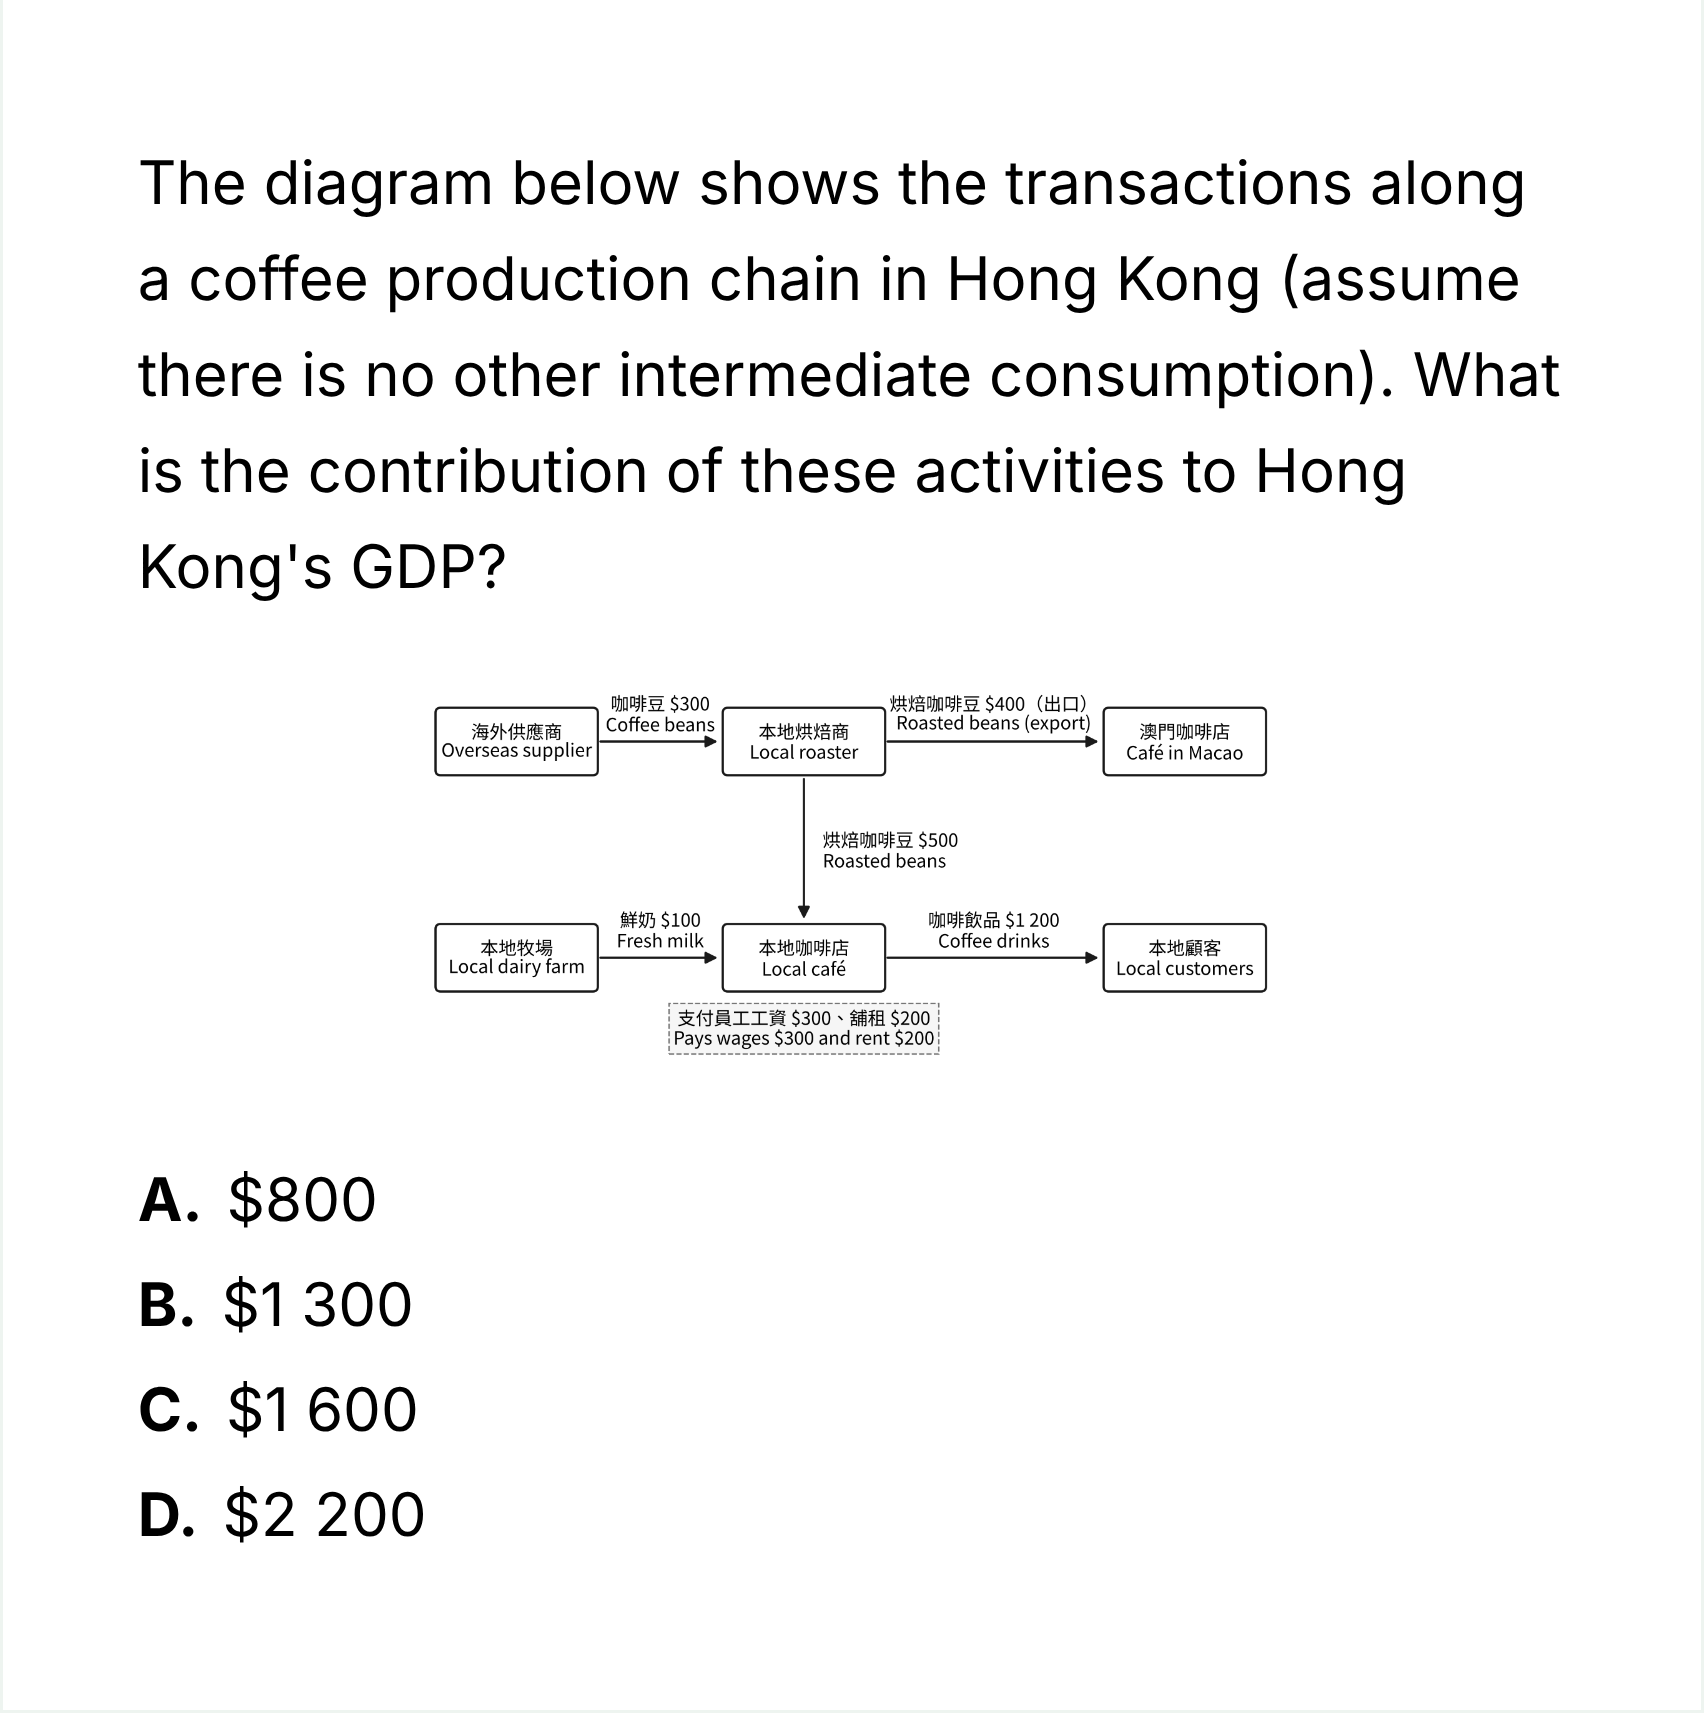 The diagram below shows the transactions along
a coffee production chain in Hong Kong (assume
there is no other intermediate consumption). What
is the contribution of these activities to Hong
Kong's GDP?
海外供應商
Overseas supplier
咖啡豆 $300
Coffee beans
本地烘焙商
Local roaster
烘焙咖啡豆 $400（出口）
Roasted beans (export)
澳門咖啡店
Café in Macao
烘焙咖啡豆 $500
Roasted beans
本地牧場
Local dairy farm
鮮奶 $100
Fresh milk
本地咖啡店
Local café
咖啡飲品 $1 200
Coffee drinks
本地顧客
Local customers
支付員工工資 $300、舖租 $200
Pays wages $300 and rent $200
A. $800
B. $1 300
C. $1 600
D. $2 200